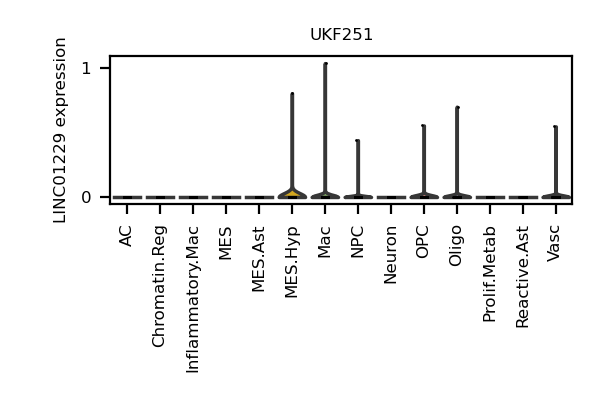 UKF251
LINC01229 expression
1
0
AC
Chromatin.Reg
Inflammatory.Mac
MES
MES.Ast
MES.Hyp
Mac
NPC
Neuron
OPC
Oligo
Prolif.Metab
Reactive.Ast
Vasc